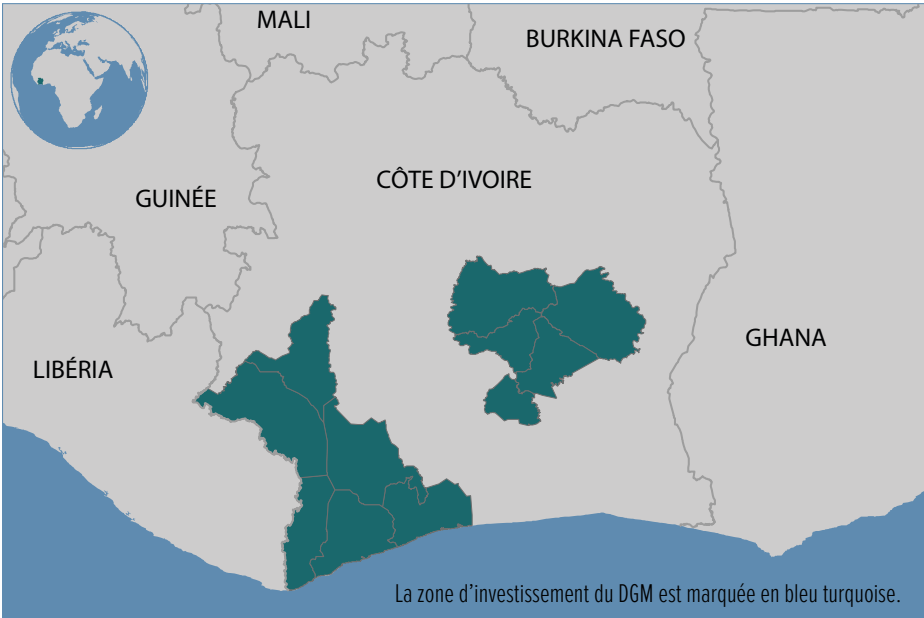 MALI
BURKINA FASO
CÔTE D'IVOIRE
GUINÉE
GHANA
LIBÉRIA
La zone d'investissement du DGM est marquée en bleu turquoise.